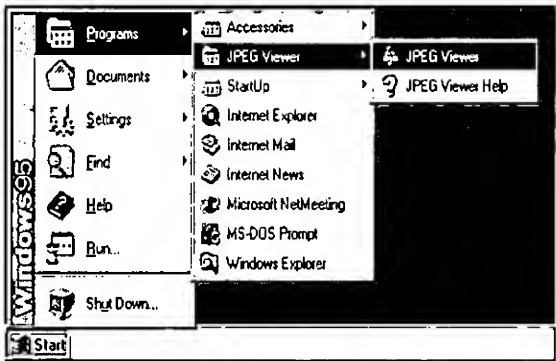 Programs
Documents
Settings
Find
Help
Run...
Shut Down...
Accessories
JPEG Viewer
StartUp
Internet Explorer
Internet Mail
Internet News
Microsoft NetMeeting
MS-DOS Prompt
Windows Explorer
JPEG Viewer
JPEG Viewer Help
Windows95
Start